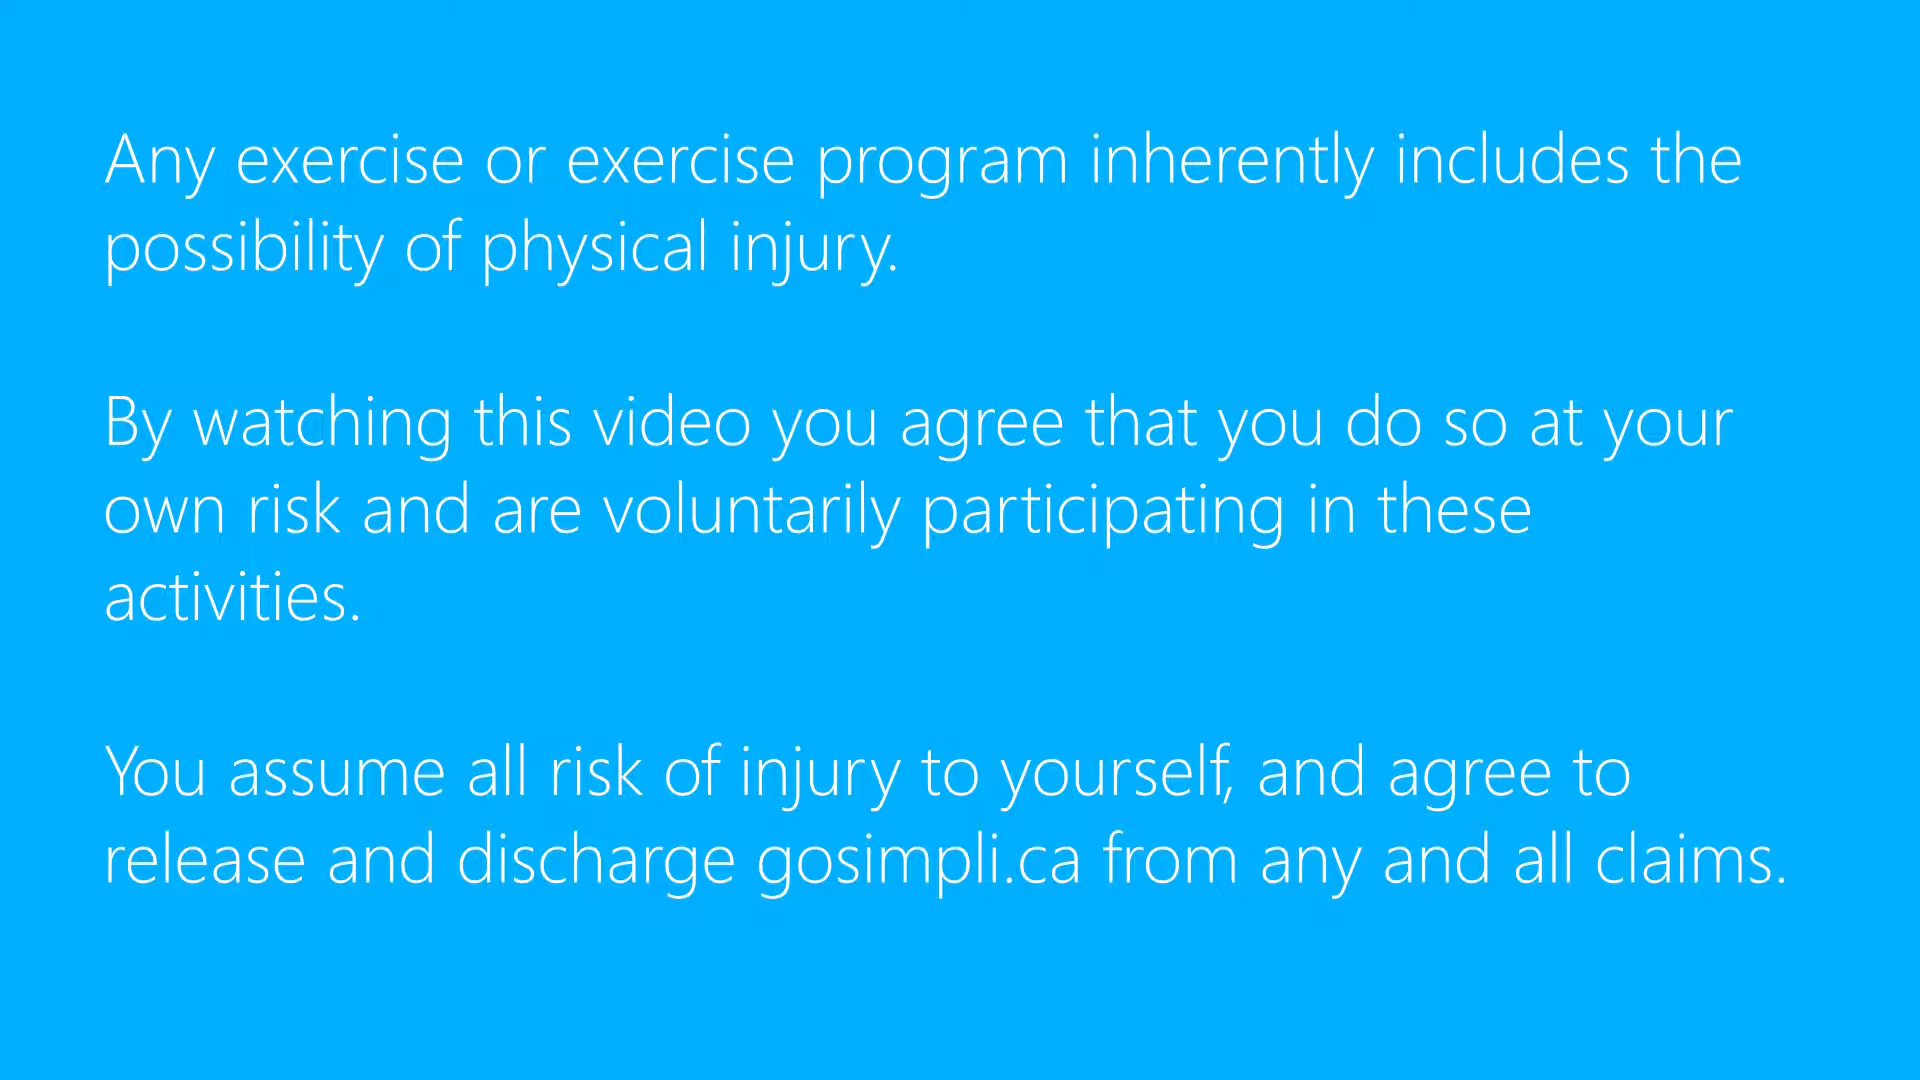 Any exercise or exercise program inherently includes the
possibility of physical injury.
By watching this video you agree that you do so at your
own risk and are voluntarily participating in these
activities.
You assume all risk of injury to yourself, and agree to
release and discharge gosimpli.ca from any and all claims.